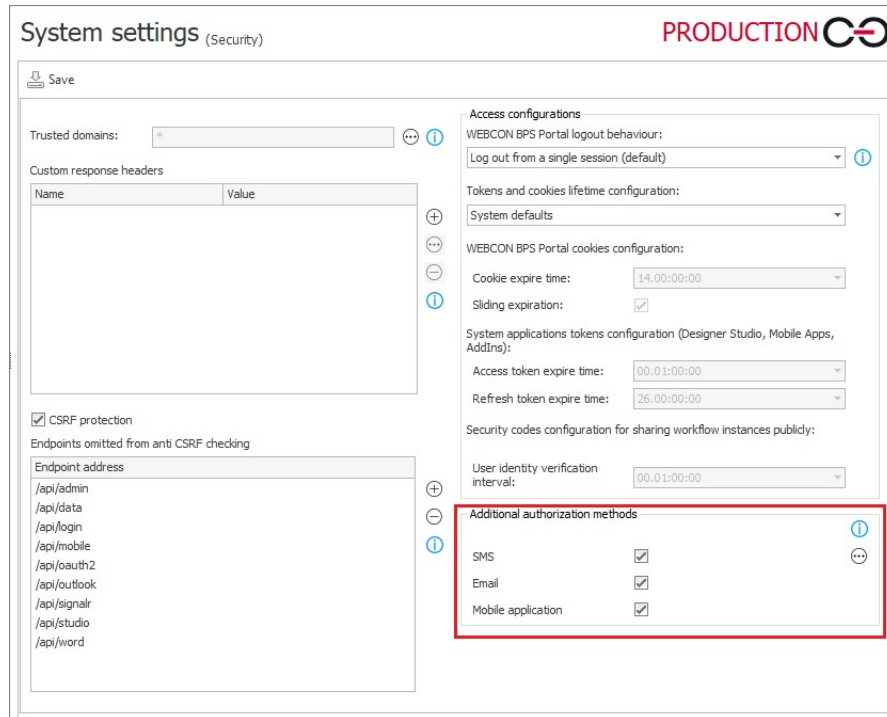 System settings (Security)
PRODUCTION
Save
Trusted domains:
=
Custom response headers
Name Value
CSRF protection
Endpoints omitted from anti CSRF checking
Endpoint address
/api/admin
/api/data
/api/login
/api/mobile
/api/oauth2
/api/outlook
/api/signalr
/api/studio
/api/word
Access configurations
WEBCON BPS Portal logout behaviour:
Log out from a single session (default)
Tokens and cookies lifetime configuration:
System defaults
WEBCON BPS Portal cookies configuration:
Cookie expire time: 14.00:00:00
Sliding expiration:
System applications tokens configuration (Designer Studio, Mobile Apps,
AddIns):
Access token expire time: 00.01:00:00
Refresh token expire time: 26.00:00:00
Security codes configuration for sharing workflow instances publicly:
User identity verification
interval: 00.01:00:00
Additional authorization methods
SMS
Email
Mobile application